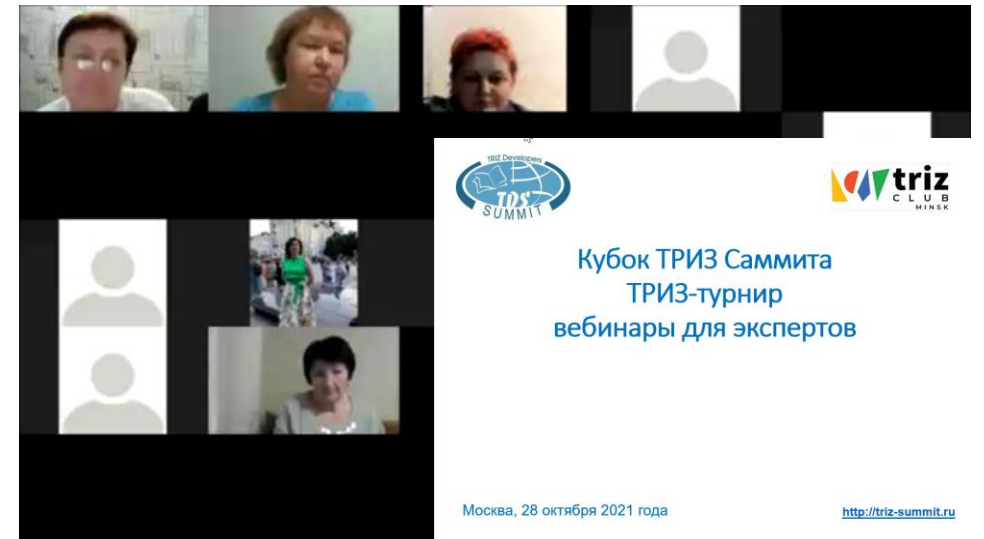 TRIZ Developers
TDS
SUMMIT
triz
CLUB
MINSK
Кубок ТРИЗ Саммита
ТРИЗ-турнир
вебинары для экспертов
Москва, 28 октября 2021 года
http://triz-summit.ru